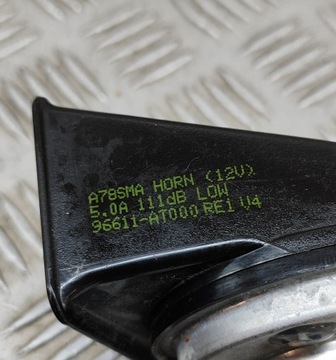 A78SMA HORN (12V)
5.0A 111dB LOW
96611-AT000 RE1 V4